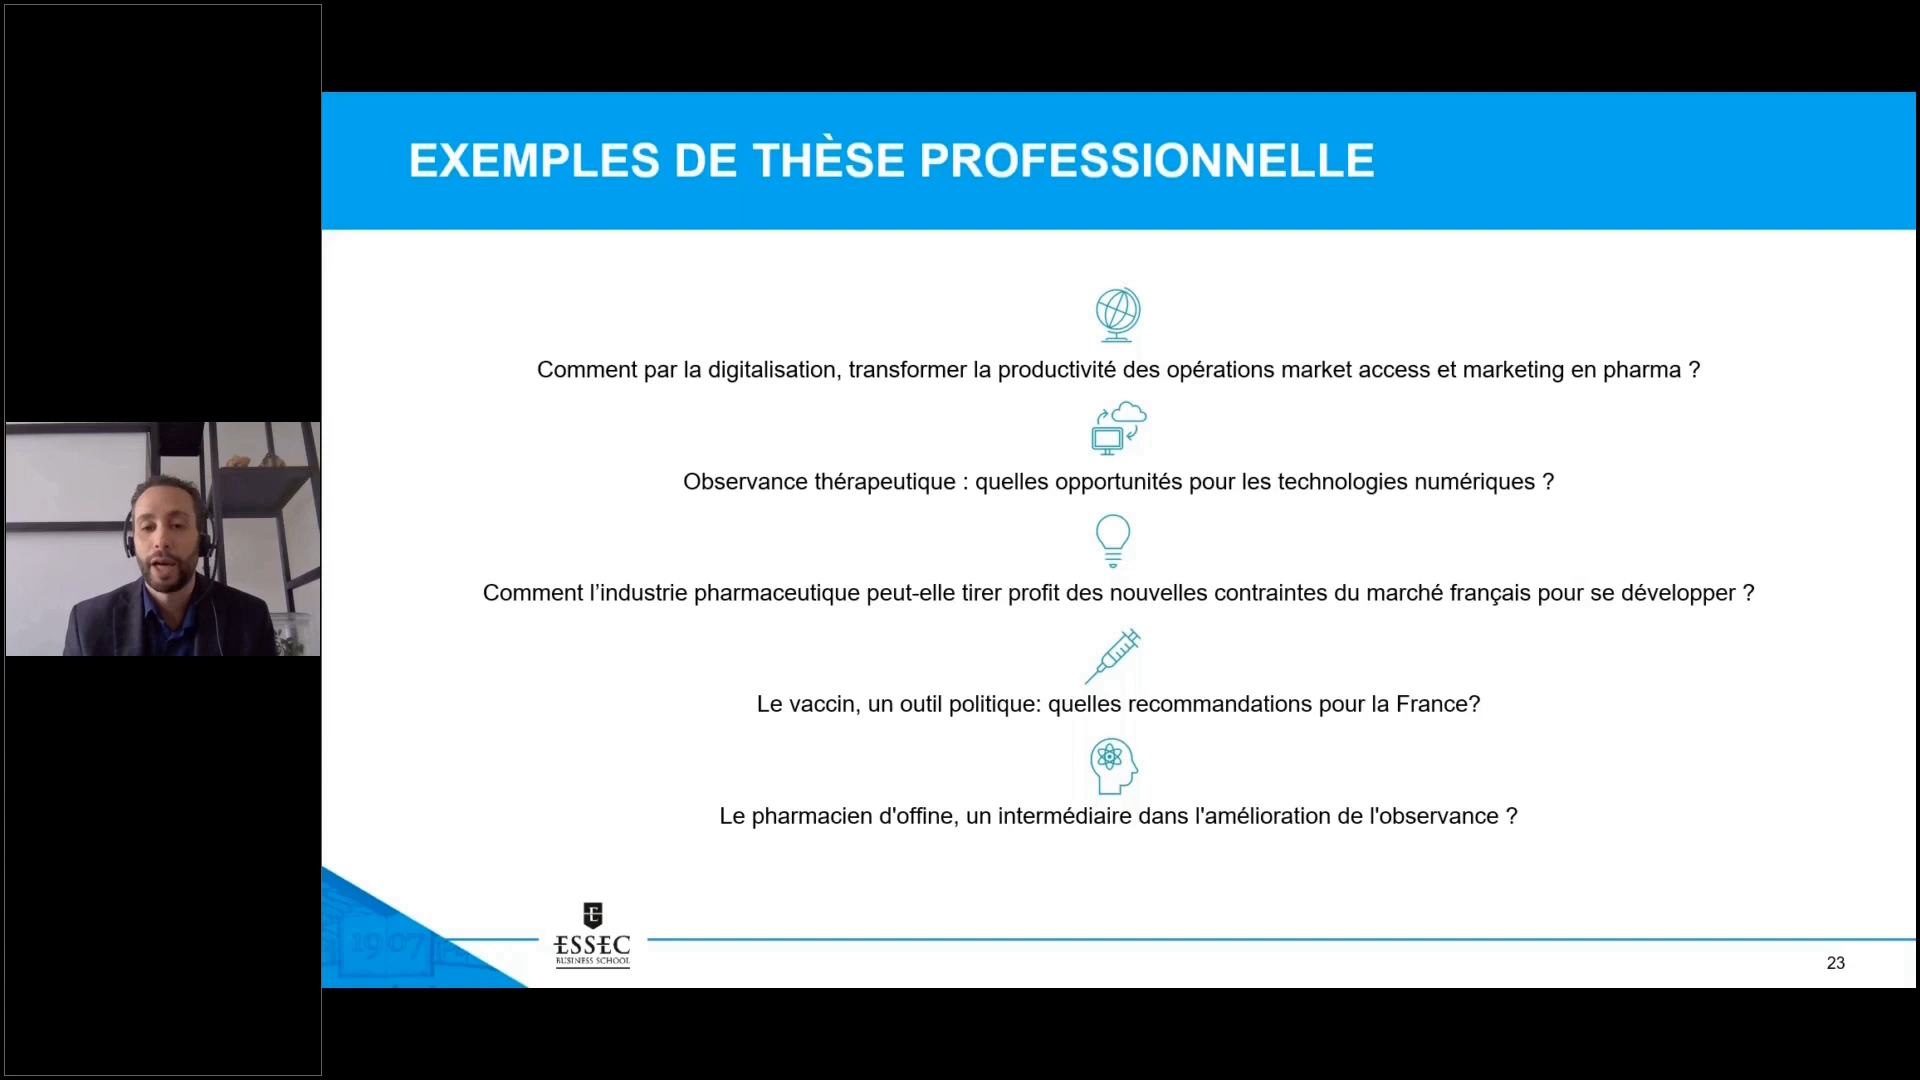 EXEMPLES DE THÈSE PROFESSIONNELLE
Comment par la digitalisation, transformer la productivité des opérations market access et marketing en pharma ?
Observance thérapeutique : quelles opportunités pour les technologies numériques ?
Comment l’industrie pharmaceutique peut-elle tirer profit des nouvelles contraintes du marché français pour se développer ?
Le vaccin, un outil politique: quelles recommandations pour la France?
Le pharmacien d'offine, un intermédiaire dans l'amélioration de l'observance ?
1907
ESSEC
BUSINESS SCHOOL
23